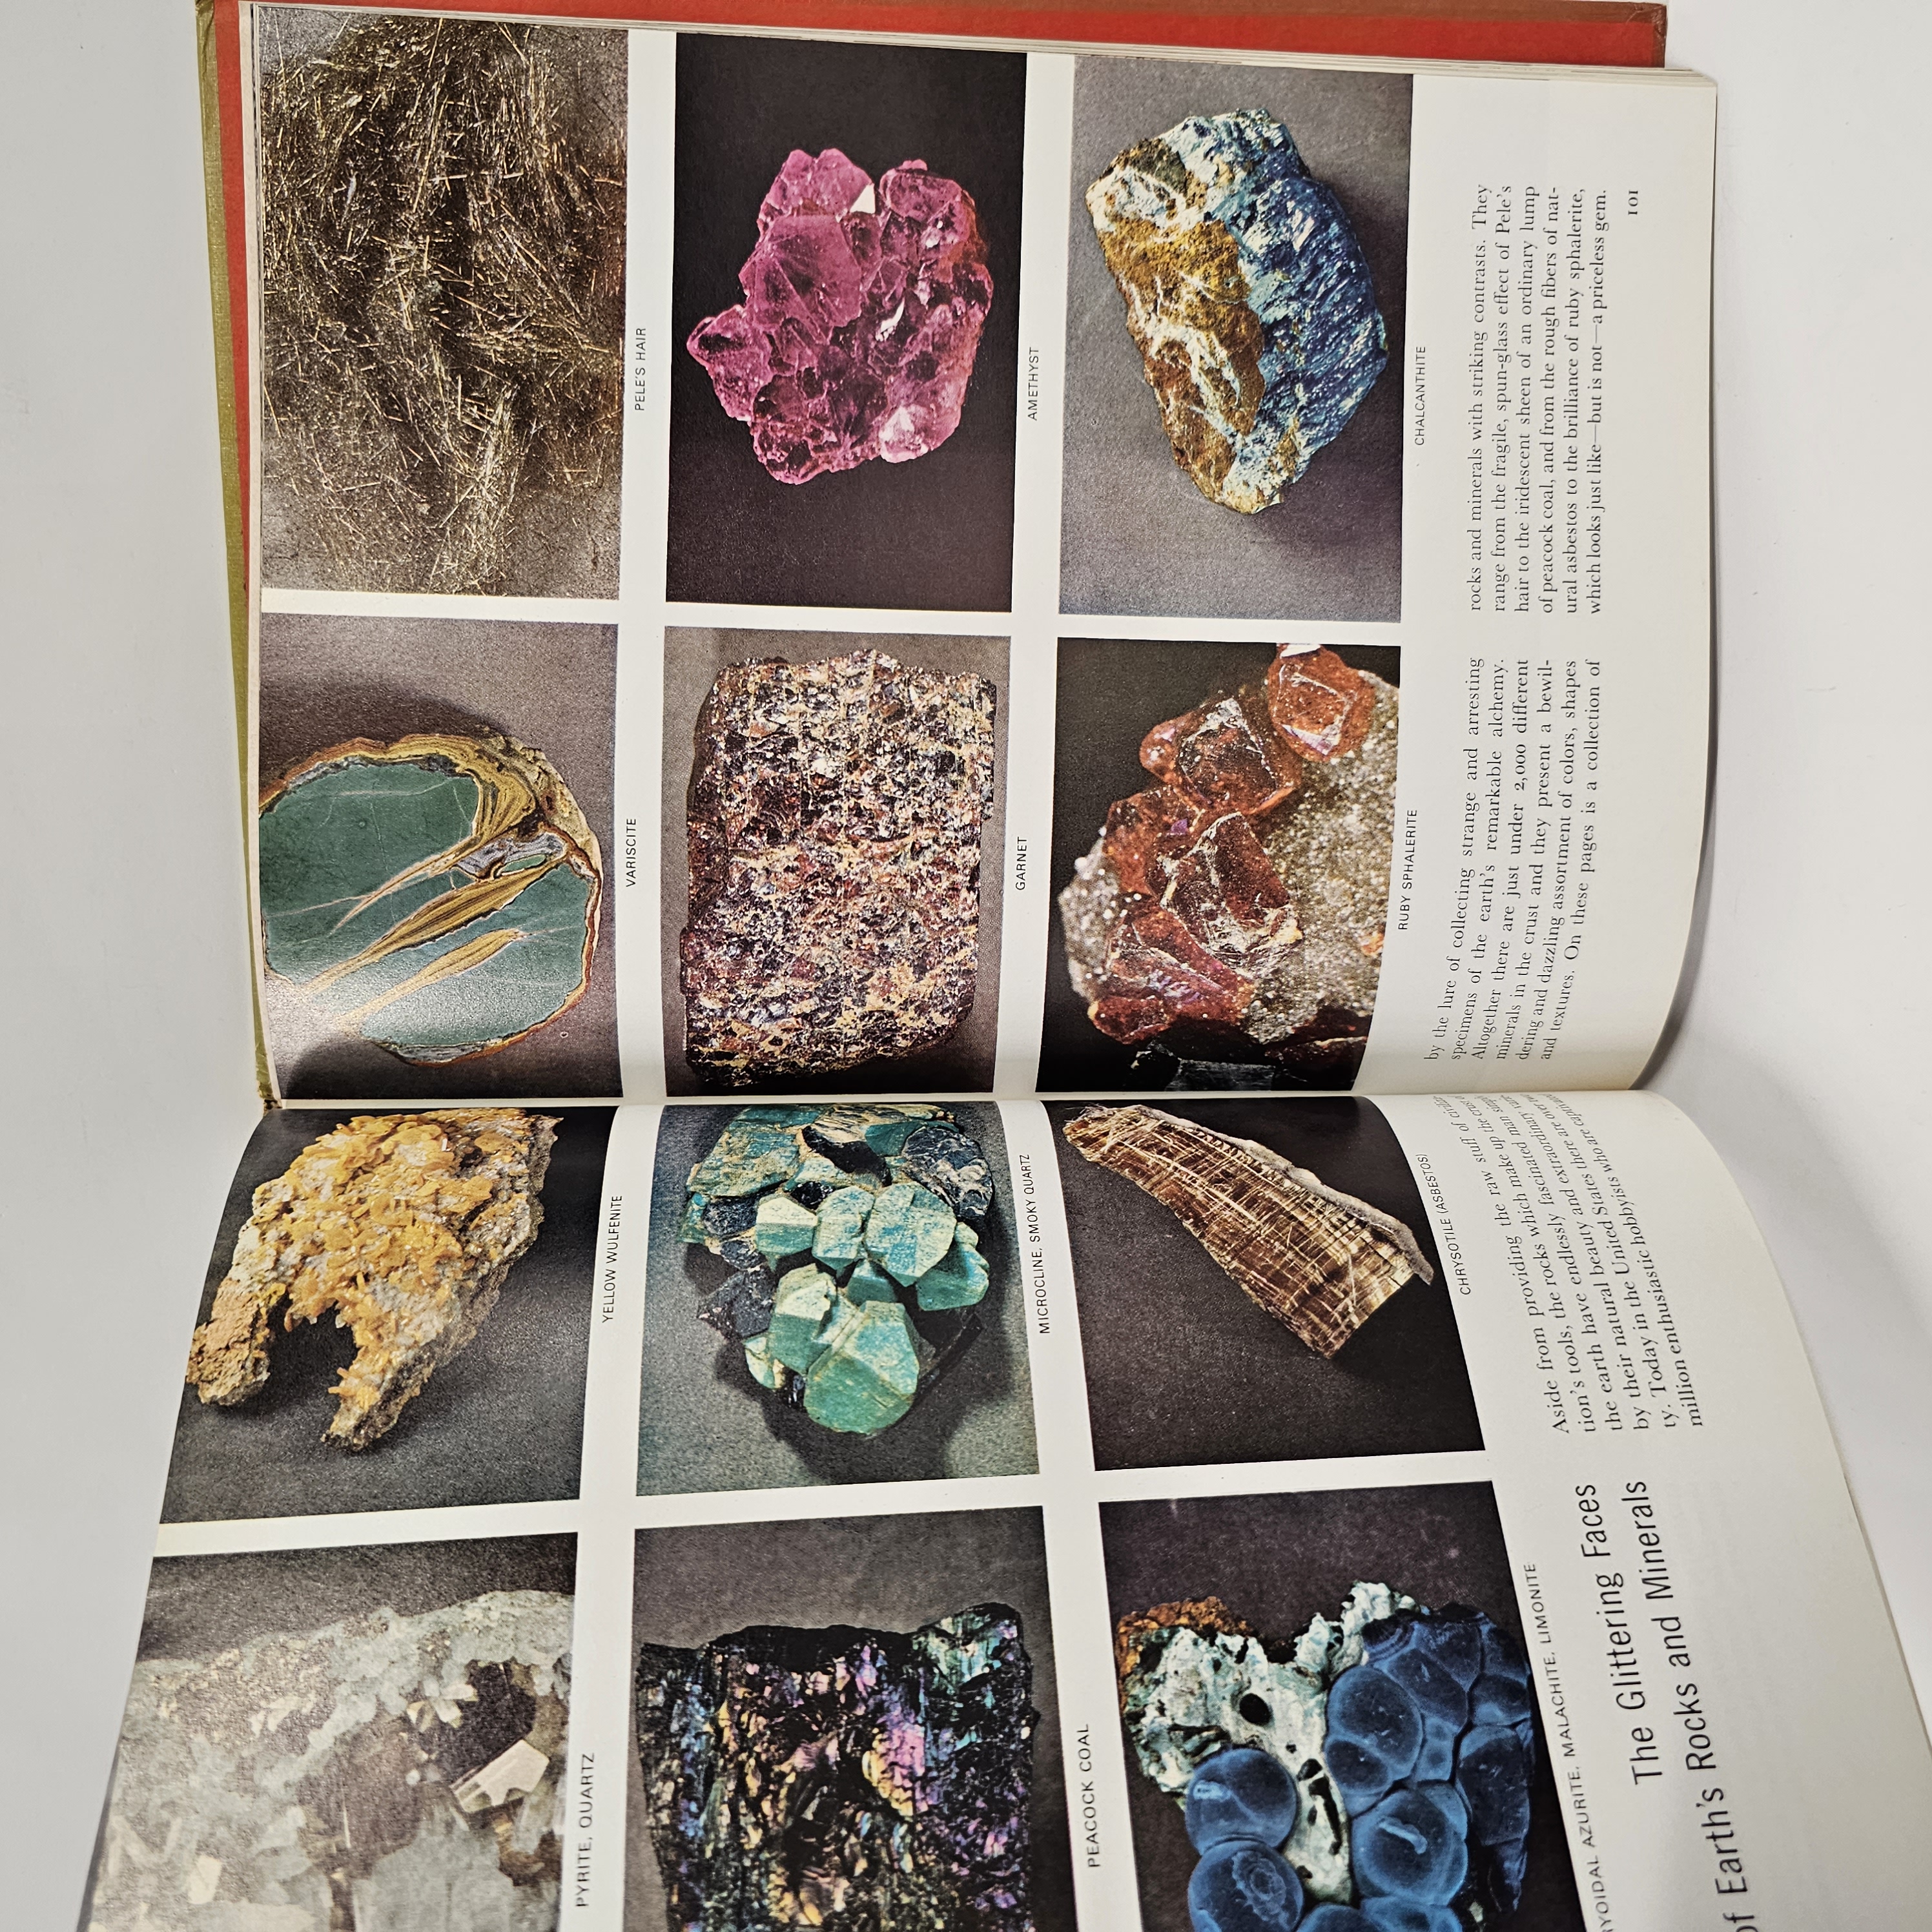 PYRITE, QUARTZ
YELLOW WULFENITE
PEACOCK COAL
MICROCLINE, SMOKY QUARTZ
AZURITE, MALACHITE, LIMONITE
CHRYSOTILE (ASBESTOS)
The Glittering Faces
of Earth's Rocks and Minerals
Aside from providing the raw stuff of
tion's tools, the rocks which make up the crust of
the earth have endlessly fascinated man simply
by their natural beauty and extraordinary
ty. Today in the United States there are over
million enthusiastic hobbyists who are captivated
VARISCITE
PELE'S HAIR
GARNET
AMETHYST
RUBY SPHALERITE
CHALCANTHITE
by the lure of collecting strange and arresting
specimens of the earth's remarkable alchemy.
Altogether there are just under 2,000 different
minerals in the crust and they present a bewil-
dering and dazzling assortment of colors, shapes
and textures. On these pages is a collection of
rocks and minerals with striking contrasts. They
range from the fragile, spun-glass effect of Pele's
hair to the iridescent sheen of an ordinary lump
of peacock coal, and from the rough fibers of nat-
ural asbestos to the brilliance of ruby sphalerite,
which looks just like—but is not—a priceless gem.
101